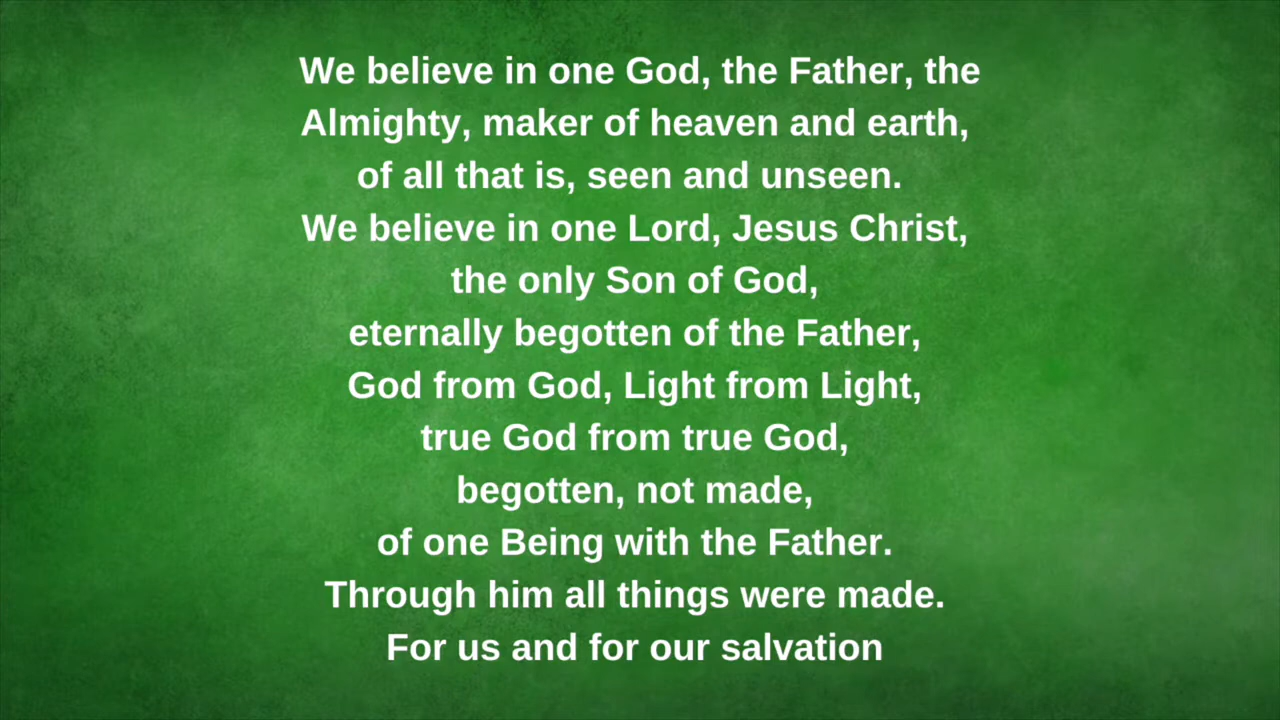 We believe in one God, the Father, the
Almighty, maker of heaven and earth,
of all that is, seen and unseen.
We believe in one Lord, Jesus Christ,
the only Son of God,
eternally begotten of the Father,
God from God, Light from Light,
true God from true God,
begotten, not made,
of one Being with the Father.
Through him all things were made.
For us and for our salvation